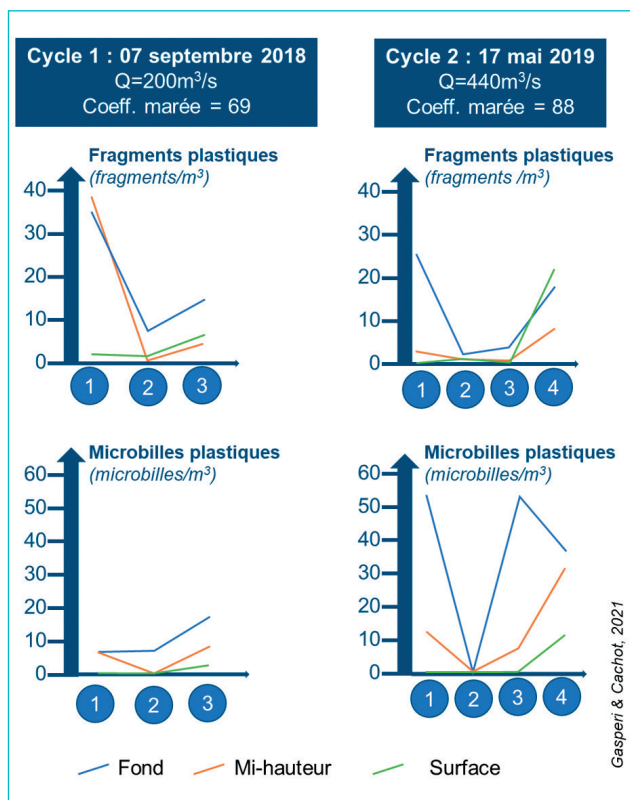 Cycle 1 : 07 septembre 2018
Q=200m³/s
Coeff. marée = 69
Cycle 2 : 17 mai 2019
Q=440m³/s
Coeff. marée = 88
Fragments plastiques
(fragments/m³)
40
30
20
10
0
1
2
3
Fragments plastiques
(fragments /m³)
40
30
20
10
0
1
2
3
4
Microbilles plastiques
(microbilles/m³)
60
50
40
30
20
10
0
1
2
3
Microbilles plastiques
(microbilles/m³)
60
50
40
30
20
10
0
1
2
3
4
Gasperi & Cachot, 2021
Fond
Mi-hauteur
Surface